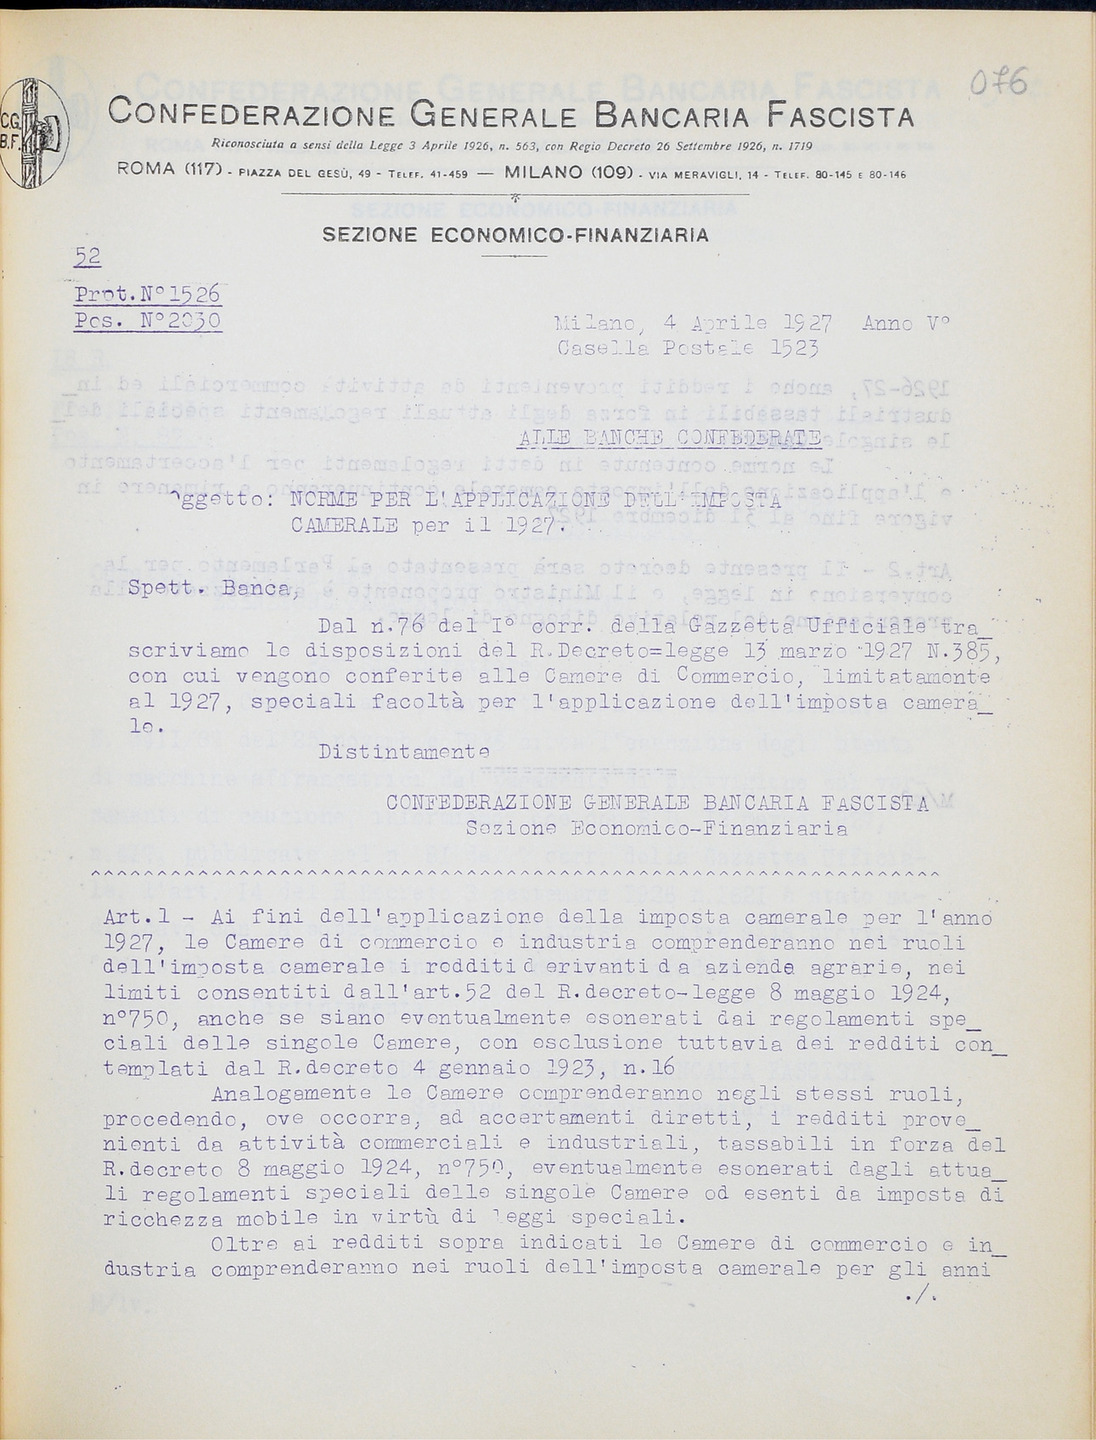 076
C.G.
B.F.
CONFEDERAZIONE GENERALE BANCARIA FASCISTA
Riconosciuta a sensi della Legge 3 Aprile 1926, n. 563, con Regio Decreto 26 Settembre 1926, n. 1719
ROMA (117) - PIAZZA DEL GESÙ, 49 - TELEF. 41-459 — MILANO (109) - VIA MERAVIGLI, 14 - TELEF. 80-145 E 80-146
SEZIONE ECONOMICO-FINANZIARIA
52
Prot.N°1526
Pos. N°2030
Milano, 4 Aprile 1927 Anno V°
Casella Postale 1523
ALLE BANCHE CONFEDERATE
Oggetto: NORME PER L'APPLICAZIONE DELL'IMPOSTA
CAMERALE per il 1927.
Spett. Banca,
Dal n.76 del I° corr. della Gazzetta Ufficiale tra_
scriviamo le disposizioni del R.Decreto=legge 13 marzo 1927 N.385,
con cui vengono conferite alle Camere di Commercio, limitatamente
al 1927, speciali facoltà per l'applicazione dell'imposta camera_
le.
Distintamente
CONFEDERAZIONE GENERALE BANCARIA FASCISTA
Sezione Economico-Finanziaria
^^^^^^^^^^^^^^^^^^^^^^^^^^^^^^^^^^^^^^^^^^^^^^^^^^^^^^^^^^^^^^^^^^
Art.1 - Ai fini dell'applicazione della imposta camerale per l'anno
1927, le Camere di commercio e industria comprenderanno nei ruoli
dell'imposta camerale i redditi d erivanti d a aziende agrarie, nei
limiti consentiti dall'art.52 del R.decreto-legge 8 maggio 1924,
n°750, anche se siano eventualmente esonerati dai regolamenti spe_
ciali delle singole Camere, con esclusione tuttavia dei redditi con_
templati dal R.decreto 4 gennaio 1923, n.16
Analogamente le Camere comprenderanno negli stessi ruoli,
procedendo, ove occorra, ad accertamenti diretti, i redditi prove_
nienti da attività commerciali e industriali, tassabili in forza del
R.decreto 8 maggio 1924, n°750, eventualmente esonerati dagli attua_
li regolamenti speciali delle singole Camere od esenti da imposta di
ricchezza mobile in virtù di leggi speciali.
Oltre ai redditi sopra indicati le Camere di commercio e in_
dustria comprenderanno nei ruoli dell'imposta camerale per gli anni
./.